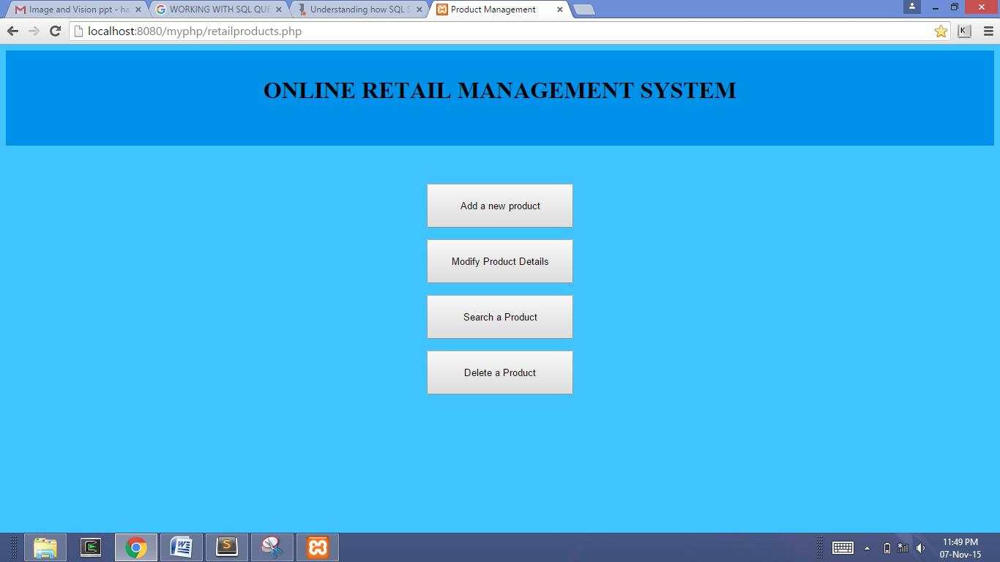 Image and Vision ppt - ha
WORKING WITH SQL QUE
Understanding how SQL S
Product Management
localhost:8080/myphp/retailproducts.php
K
ONLINE RETAIL MANAGEMENT SYSTEM
Add a new product
Modify Product Details
Search a Product
Delete a Product
11:49 PM
07-Nov-15